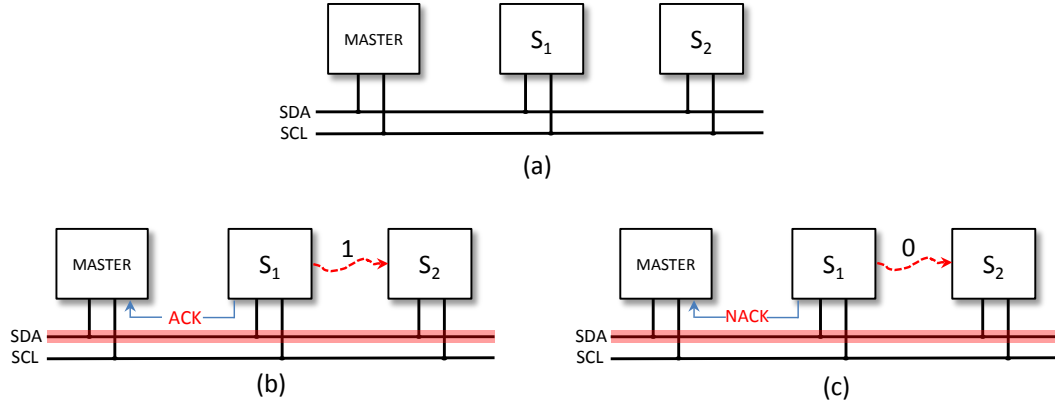 MASTER S₁ S₂
SDA
SCL
(a)
MASTER S₁ 1 S₂
ACK
SDA
SCL
(b)
MASTER S₁ 0 S₂
NACK
SDA
SCL
(c)